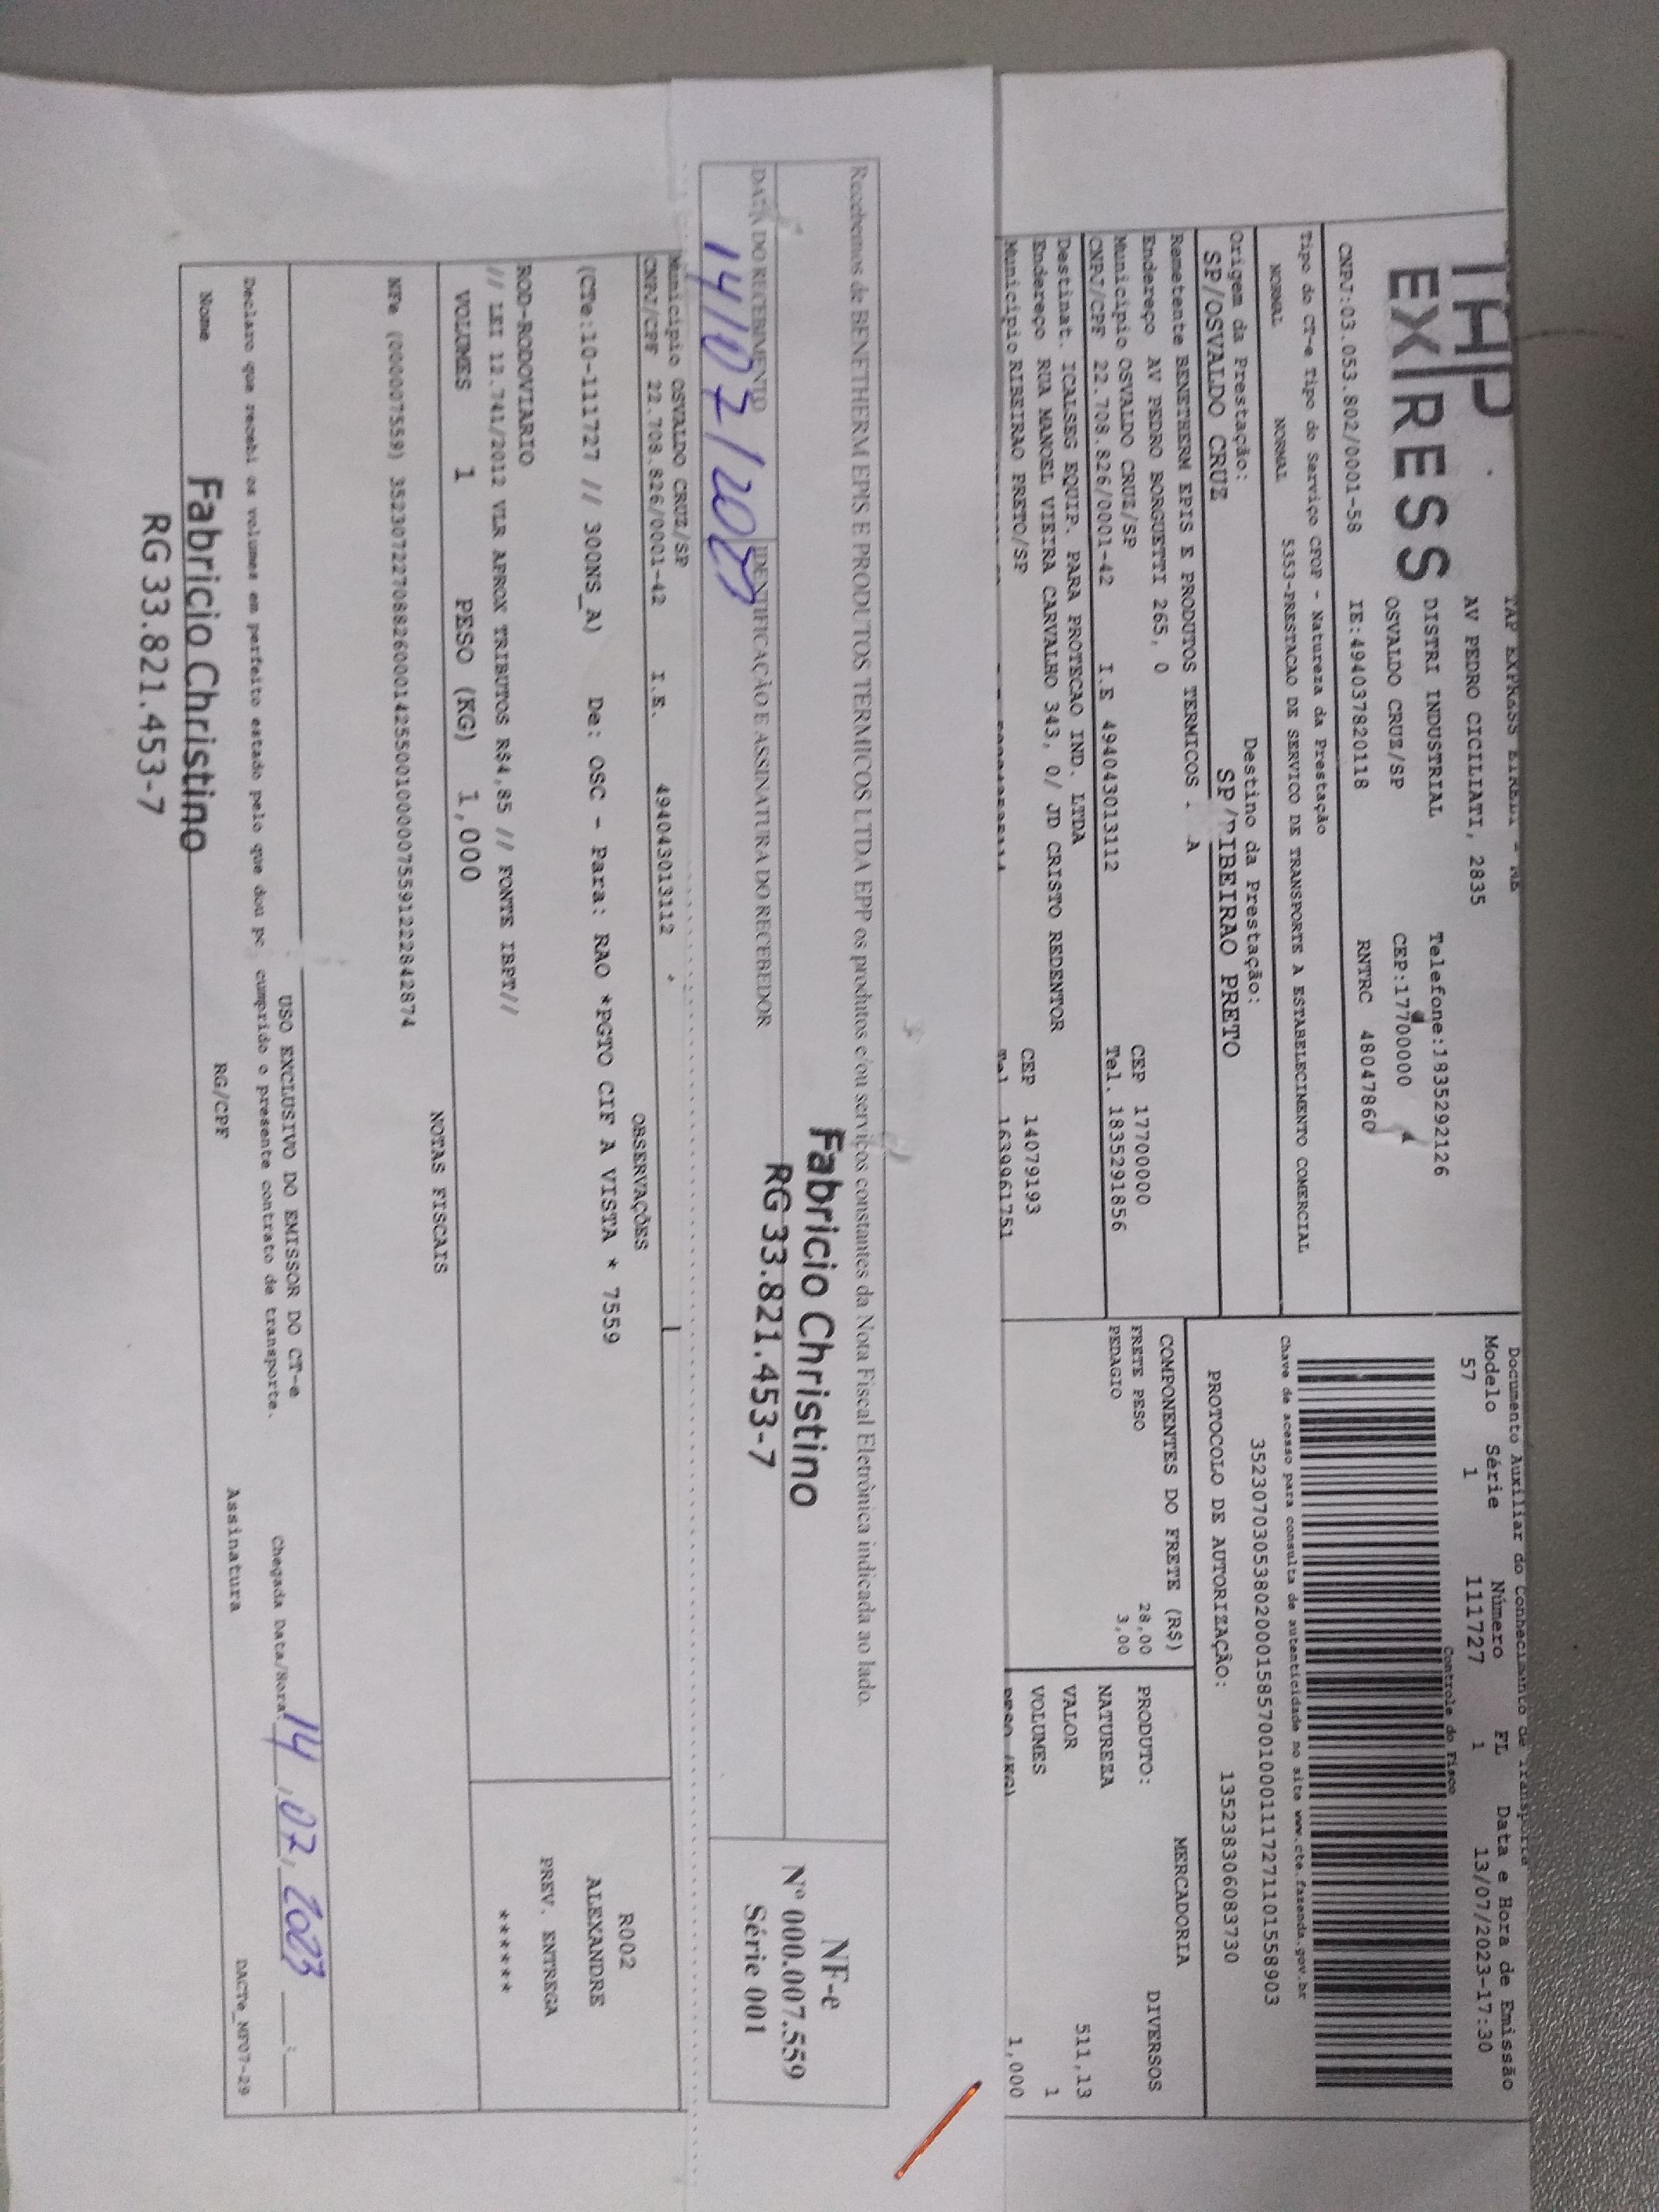 EXPRESS
AV PEDRO CICILIATI, 2835
DISTRI INDUSTRIAL Telefone:1835292126
OSVALDO CRUZ/SP CEP:17700000
CNPJ:03.053.802/0001-58 IE:494037820118 RNTRC 48047860
Tipo do CT-e Tipo do Serviço CFOP - Natureza da Prestação
NORMAL NORMAL 5353-PRESTACAO DE SERVICO DE TRANSPORTE A ESTABELECIMENTO COMERCIAL
Origem da Prestação: Destino da Prestação:
SP/OSVALDO CRUZ SP/RIBEIRAO PRETO
Remetente BENETHERM EPIS E PRODUTOS TERMICOS
Endereço AV PEDRO BORGUETTI 265, 0 CEP 17700000
Município OSVALDO CRUZ/SP Tel. 1835291856
CNPJ/CPF 22.708.826/0001-42 I.E 494043013112
Destinat. ICALSEG EQUIP. PARA PROTECAO IND. LTDA
Endereço RUA MANOEL VIEIRA CARVALHO 343, 0/ JD CRISTO REDENTOR CEP 14079193
Município RIBEIRAO PRETO/SP Tel 1639961751
Documento Auxiliar do Conhecimento de Transporte
Modelo Série Número FL Data e Hora de Emissão
57 1 111727 1 13/07/2023-17:30
Controle do Fisco
Chave de acesso para consulta de autenticidade no site www.cte.fazenda.gov.br
35230703053802000158570010001117271101558903
PROTOCOLO DE AUTORIZAÇÃO: 135238306083730
COMPONENTES DO FRETE (R$)
FRETE PESO 28,00
PEDAGIO 3,00
MERCADORIA
PRODUTO: DIVERSOS
NATUREZA
VALOR 511,13
VOLUMES 1
PESO (KG) 1,000
Recebemos de BENETHERM EPIS E PRODUTOS TERMICOS LTDA EPP os produtos e/ou serviços constantes da Nota Fiscal Eletrônica indicada ao lado.
Fabricio Christino
RG 33.821.453-7
DATA DO RECEBIMENTO IDENTIFICAÇÃO E ASSINATURA DO RECEBEDOR
14/07/2023
NF-e
Nº 000.007.559
Série 001
Município OSVALDO CRUZ/SP
CNPJ/CPF 22.708.826/0001-42 I.E. 494043013112
OBSERVAÇÕES
(CTe:10-111727 // 300NS_A) De: OSC - Para: RAO *PGTO CIF A VISTA * 7559
ROD-RODOVIARIO
// LEI 12.741/2012 VLR APROX TRIBUTOS R$4,85 // FONTE IBPT//
VOLUMES 1 PESO (KG) 1,000
R002
ALEXANDRE
PREV. ENTREGA
******
NOTAS FISCAIS
NFe (000007559) 35230722708826000142550010000075591222842874
USO EXCLUSIVO DO EMISSOR DO CT-e
Declaro que recebi os volumes em perfeito estado pelo que dou por cumprido o presente contrato de transporte.
Chegada Data/Hora: 14,07,2023 __:__
Nome RG/CPF Assinatura DACTe_MF07-29
Fabricio Christino
RG 33.821.453-7